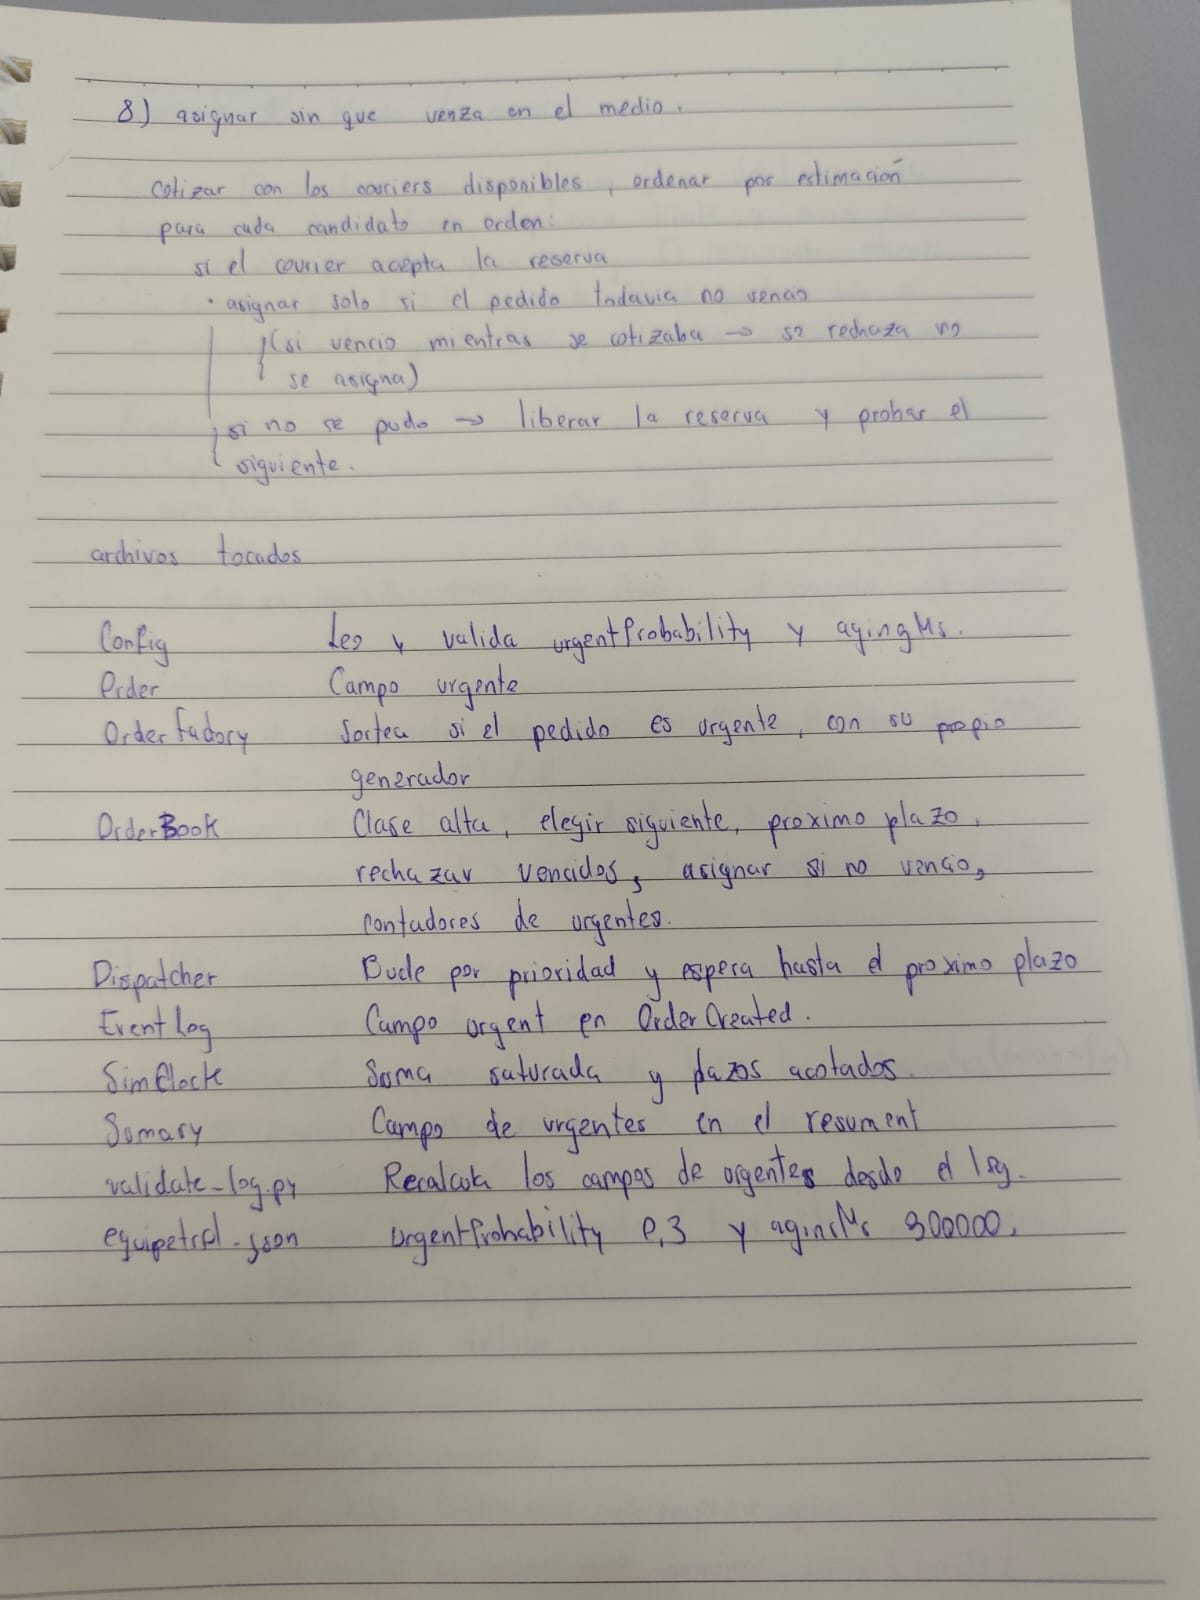 8) asignar sin que venza en el medio.
cotizar con los couriers disponibles, ordenar por estimación
para cada candidato en orden:
si el courier acepta la reserva
• asignar solo si el pedido todavia no vencio
(si vencio mientras se cotizaba → se rechaza no
se asigna)
si no se pudo → liberar la reserva y probar el
siguiente.
archivos tocados
Config Lee y valida urgentProbability y agingMs.
Order Campo urgente
OrderFactory Sortea si el pedido es urgente, con su propio
generador
OrderBook Clase alta, elegir siguiente, proximo plazo,
rechazar vencidos, asignar si no vencio,
contadores de urgentes.
Dispatcher Bucle por prioridad y espera hasta el proximo plazo
EventLog Campo urgent en OrderCreated.
SimClock Suma saturada y plazos acotados.
Sumary Campo de urgentes en el resument
validate_log.py Recalcula los campos de urgentes desde el log.
equipetrol.json urgentProbability 0,3 y agingMs 300000.